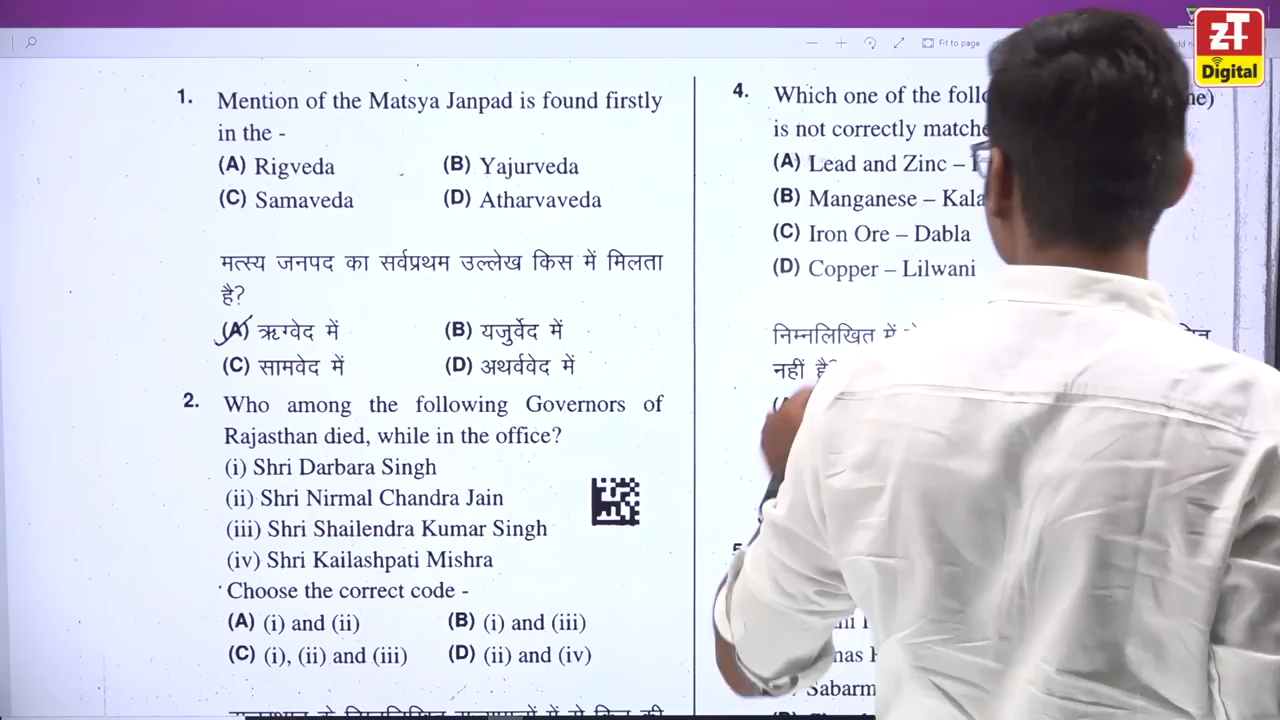 ZT
Digital
Fit to page
1. Mention of the Matsya Janpad is found firstly
in the -
(A) Rigveda (B) Yajurveda
(C) Samaveda (D) Atharvaveda
मत्स्य जनपद का सर्वप्रथम उल्लेख किस में मिलता
है?
(A) ऋग्वेद में (B) यजुर्वेद में
(C) सामवेद में (D) अथर्ववेद में
2. Who among the following Governors of
Rajasthan died, while in the office?
(i) Shri Darbara Singh
(ii) Shri Nirmal Chandra Jain
(iii) Shri Shailendra Kumar Singh
(iv) Shri Kailashpati Mishra
Choose the correct code -
(A) (i) and (ii) (B) (i) and (iii)
(C) (i), (ii) and (iii) (D) (ii) and (iv)
4. Which one of the
is not correctly
(A) Lead and Zinc –
(B) Manganese –
(C) Iron Ore – Dabla
(D) Copper – Lilwani
निम्नलिखित में
नहीं